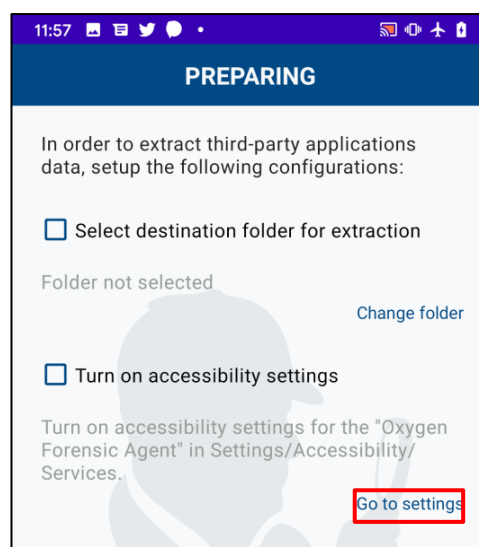 11:57
PREPARING
In order to extract third-party applications
data, setup the following configurations:
Select destination folder for extraction
Folder not selected
Change folder
Turn on accessibility settings
Turn on accessibility settings for the "Oxygen
Forensic Agent" in Settings/Accessibility/
Services.
Go to settings